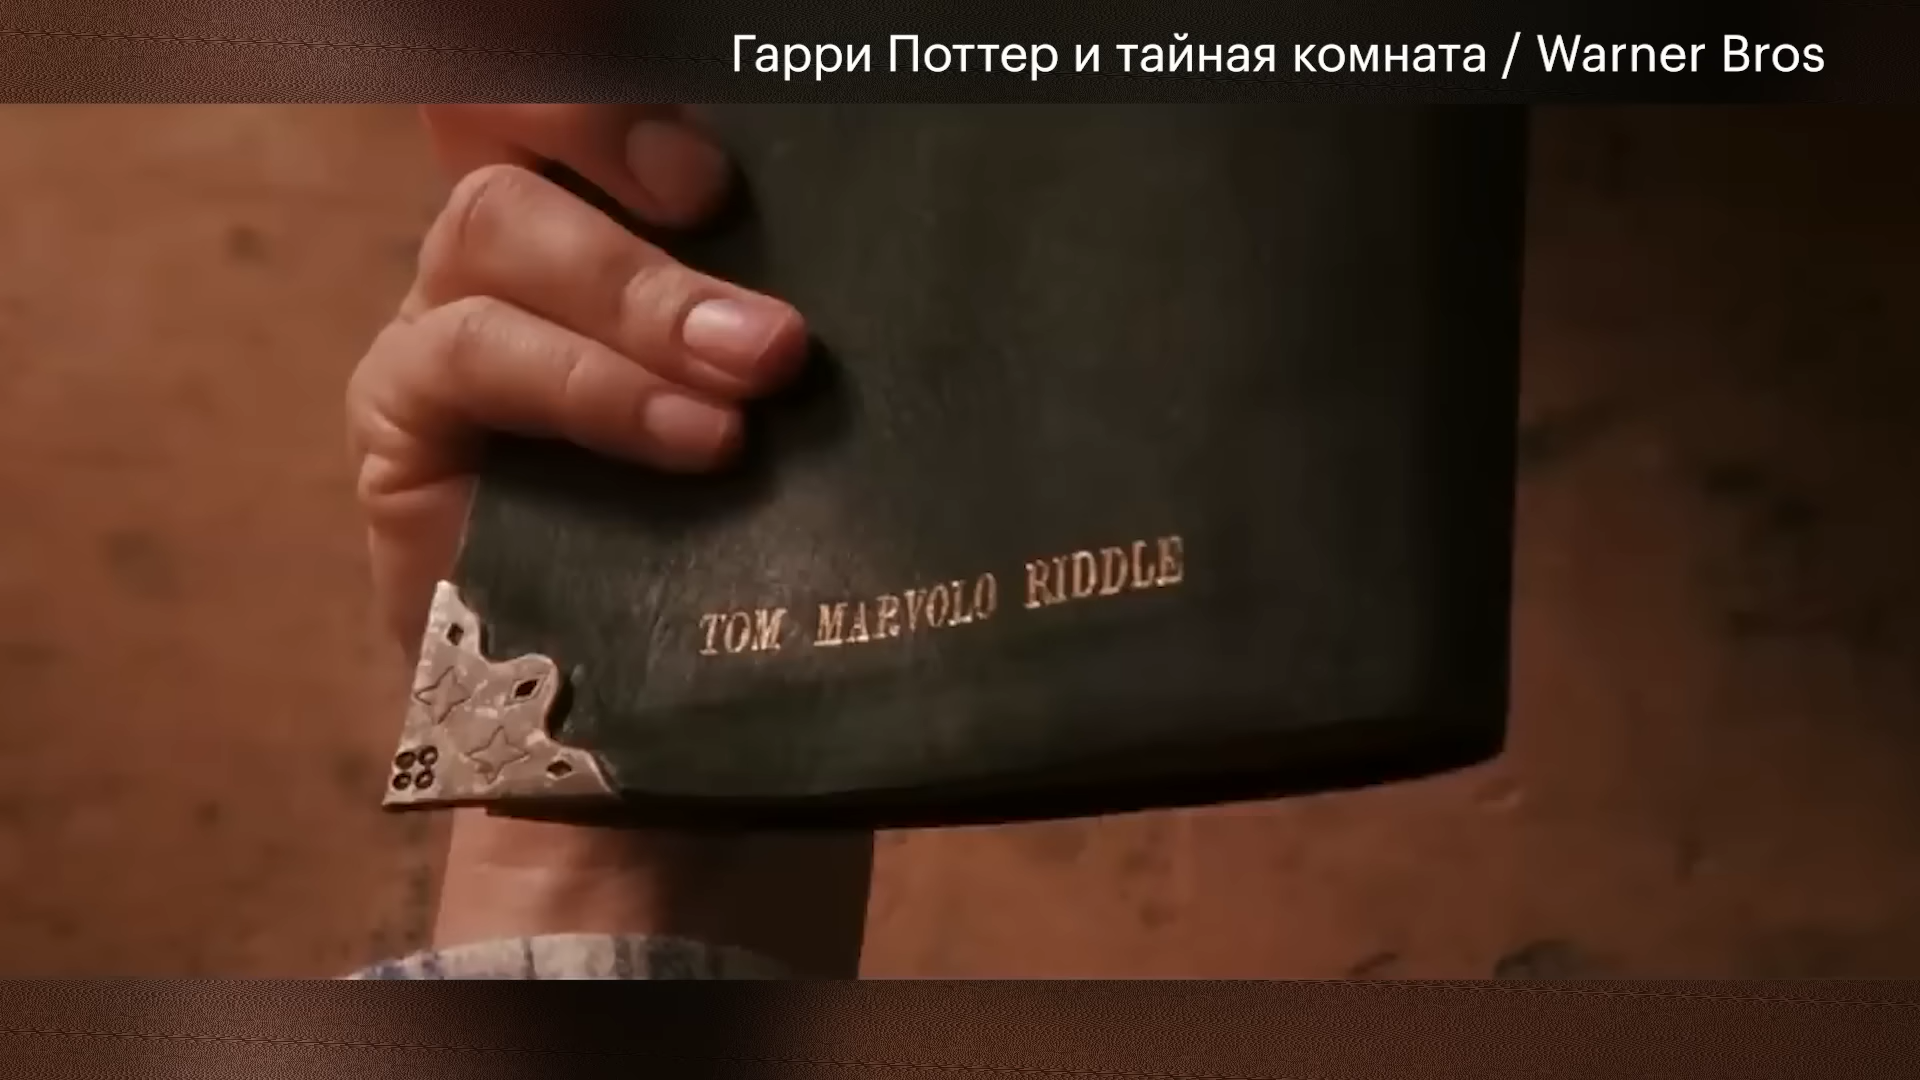 Гарри Поттер и тайная комната / Warner Bros
TOM MARVOLO RIDDLE